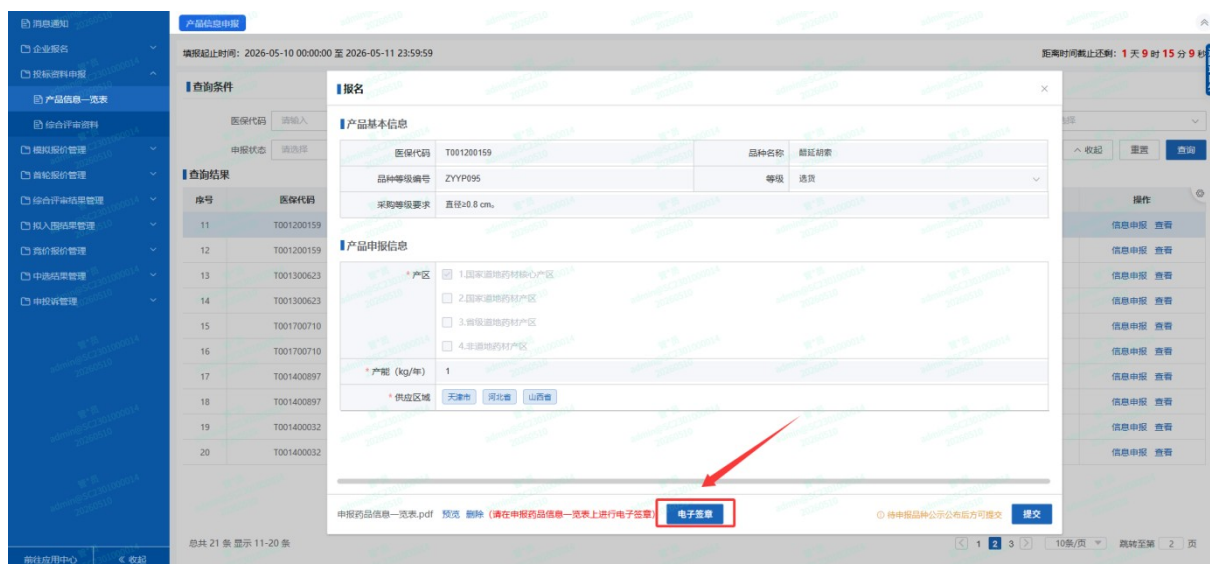 消息通知
企业报名
投标资料申报
产品信息一览表
综合评审资料
模拟报价管理
首轮报价管理
综合评审结果管理
拟入围结果管理
竞价报价管理
中选结果管理
申投诉管理
前往应用中心 《 收起
产品信息申报
填报起止时间：2026-05-10 00:00:00 至 2026-05-11 23:59:59
距离时间截止还剩：1 天 9 时 15 分 9 秒
查询条件
医保代码 请输入
申报状态 请选择
收起 重置 查询
查询结果
序号 医保代码 操作
11 T001200159 信息申报 查看
12 T001200159 信息申报 查看
13 T001300623 信息申报 查看
14 T001300623 信息申报 查看
15 T001700710 信息申报 查看
16 T001700710 信息申报 查看
17 T001400897 信息申报 查看
18 T001400897 信息申报 查看
19 T001400032 信息申报 查看
20 T001400032 信息申报 查看
总共 21 条 显示 11-20 条
1 2 3 10条/页 跳转至第 2 页
报名
产品基本信息
医保代码 T001200159 品种名称 醋延胡索
品种等级编号 ZYYP095 等级 选货
采购等级要求 直径≥0.8 cm。
产品申报信息
* 产区 1.国家道地药材核心产区
2.国家道地药材产区
3.省级道地药材产区
4.非道地药材产区
* 产能（kg/年） 1
* 供应区域 天津市 河北省 山西省
申报药品信息一览表.pdf 预览 删除（请在申报药品信息一览表上进行电子签章） 电子签章
待申报品种公示公布后方可提交 提交